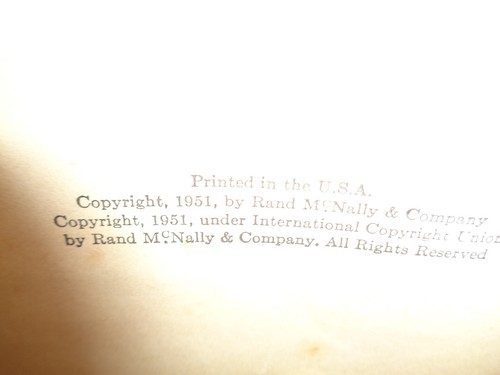 Printed in the U.S.A.
Copyright, 1951, by Rand McNally & Company
Copyright, 1951, under International Copyright Union
by Rand McNally & Company. All Rights Reserved